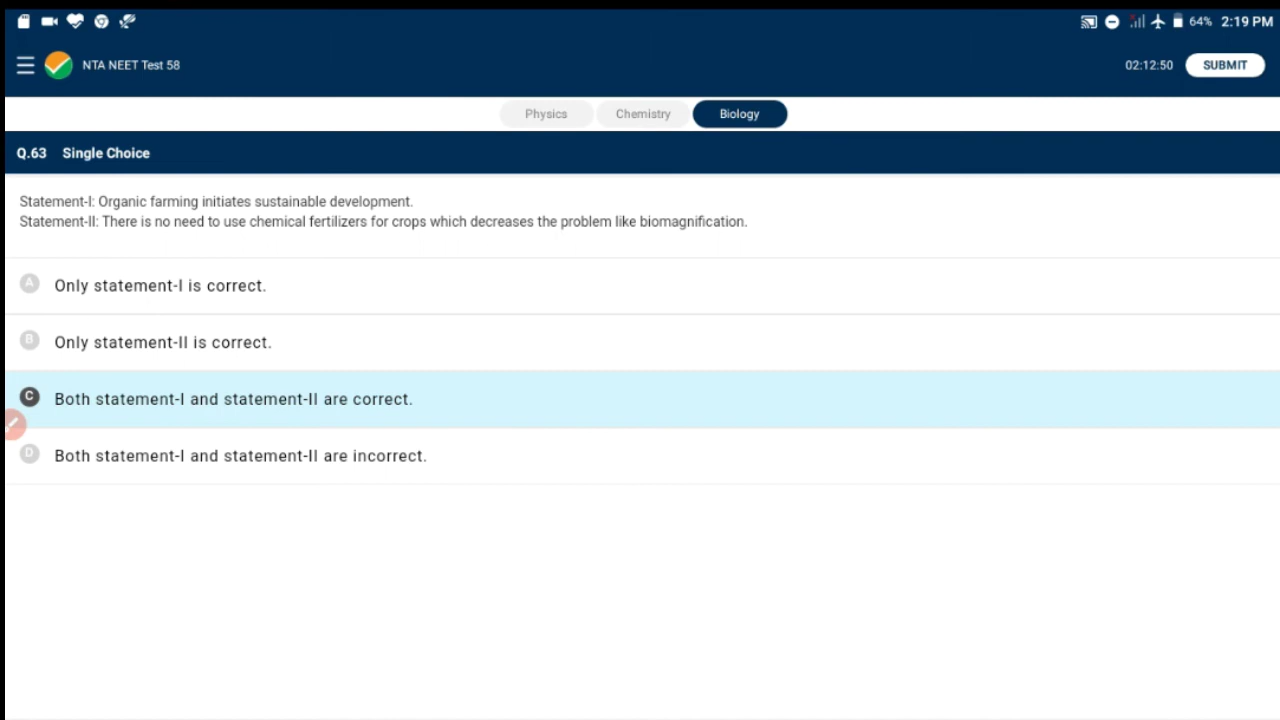 64% 2:19 PM
NTA NEET Test 58
02:12:50 SUBMIT
Physics Chemistry Biology
Q.63 Single Choice
Statement-I: Organic farming initiates sustainable development.
Statement-II: There is no need to use chemical fertilizers for crops which decreases the problem like biomagnification.
A Only statement-I is correct.
B Only statement-II is correct.
C Both statement-I and statement-II are correct.
D Both statement-I and statement-II are incorrect.